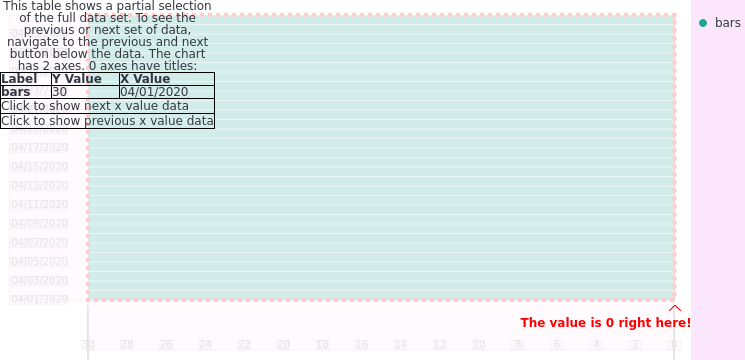 This table shows a partial selection
of the full data set. To see the
previous or next set of data,
navigate to the previous and next
button below the data. The chart
has 2 axes. 0 axes have titles:
Label Y Value X Value
bars 30 04/01/2020
Click to show next x value data
Click to show previous x value data
bars
04/17/2020
04/15/2020
04/13/2020
04/11/2020
04/09/2020
04/07/2020
04/05/2020
04/03/2020
04/01/2020
The value is 0 right here!
30 28 26 24 22 20 18 16 14 12 10 8 6 4 2 0